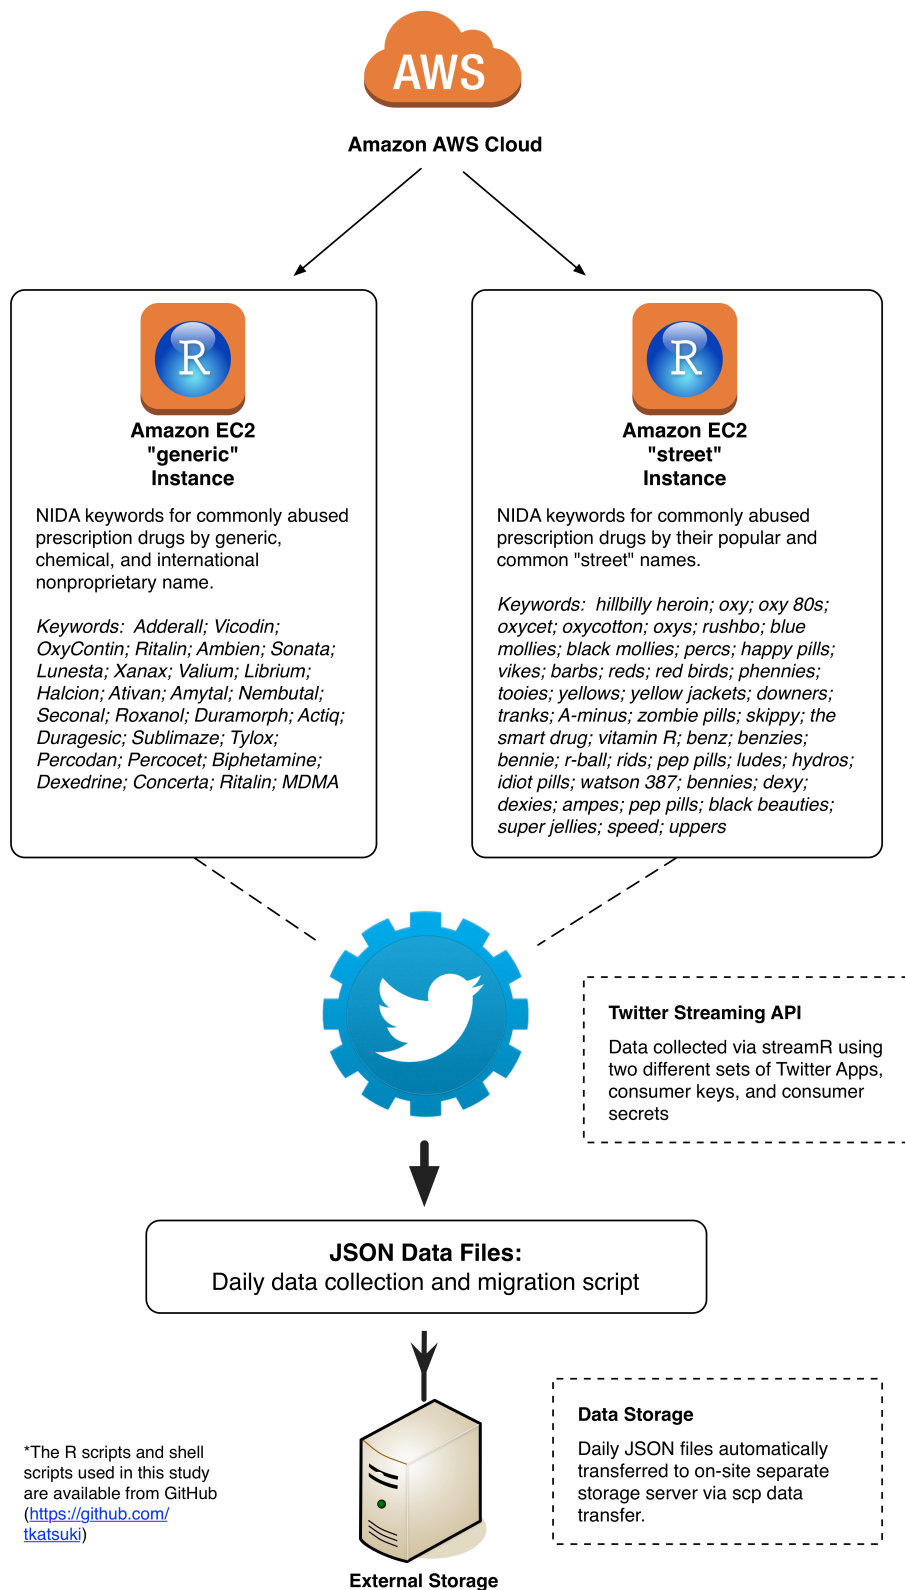 AWS
Amazon AWS Cloud
R
Amazon EC2
"generic"
Instance
NIDA keywords for commonly abused
prescription drugs by generic,
chemical, and international
nonproprietary name.
Keywords: Adderall; Vicodin;
OxyContin; Ritalin; Ambien; Sonata;
Lunesta; Xanax; Valium; Librium;
Halcion; Ativan; Amytal; Nembutal;
Seconal; Roxanol; Duramorph; Actiq;
Duragesic; Sublimaze; Tylox;
Percodan; Percocet; Biphetamine;
Dexedrine; Concerta; Ritalin; MDMA
R
Amazon EC2
"street"
Instance
NIDA keywords for commonly abused
prescription drugs by their popular and
common "street" names.
Keywords: hillbilly heroin; oxy; oxy 80s;
oxycet; oxycotton; oxys; rushbo; blue
mollies; black mollies; percs; happy pills;
vikes; barbs; reds; red birds; phennies;
tooies; yellows; yellow jackets; downers;
tranks; A-minus; zombie pills; skippy; the
smart drug; vitamin R; benz; benzies;
bennie; r-ball; rids; pep pills; ludes; hydros;
idiot pills; watson 387; bennies; dexy;
dexies; ampes; pep pills; black beauties;
super jellies; speed; uppers
Twitter Streaming API
Data collected via streamR using
two different sets of Twitter Apps,
consumer keys, and consumer
secrets
JSON Data Files:
Daily data collection and migration script
*The R scripts and shell
scripts used in this study
are available from GitHub
(https://github.com/
tkatsuki)
Data Storage
Daily JSON files automatically
transferred to on-site separate
storage server via scp data
transfer.
External Storage